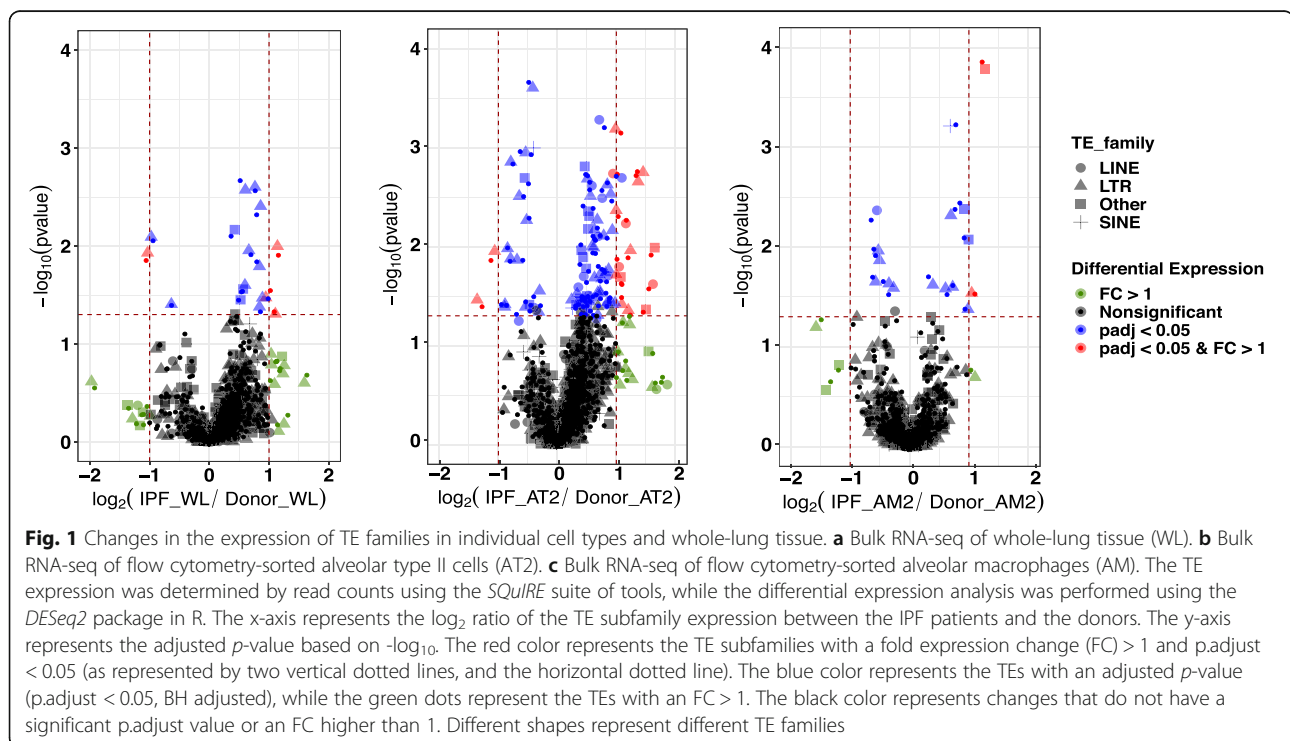 4
3
2
1
0
−log10(pvalue)
−2 −1 0 1 2
log2( IPF_WL / Donor_WL)
4
3
2
1
0
−log10(pvalue)
−2 −1 0 1 2
log2( IPF_AT2 / Donor_AT2)
4
3
2
1
0
−log10(pvalue)
−2 −1 0 1 2
log2( IPF_AM2 / Donor_AM2)
TE_family
LINE
LTR
Other
SINE
Differential Expression
FC > 1
Nonsignificant
padj < 0.05
padj < 0.05 & FC > 1
Fig. 1 Changes in the expression of TE families in individual cell types and whole-lung tissue. a Bulk RNA-seq of whole-lung tissue (WL). b Bulk
RNA-seq of flow cytometry-sorted alveolar type II cells (AT2). c Bulk RNA-seq of flow cytometry-sorted alveolar macrophages (AM). The TE
expression was determined by read counts using the SQuIRE suite of tools, while the differential expression analysis was performed using the
DESeq2 package in R. The x-axis represents the log2 ratio of the TE subfamily expression between the IPF patients and the donors. The y-axis
represents the adjusted p-value based on -log10. The red color represents the TE subfamilies with a fold expression change (FC) > 1 and p.adjust
< 0.05 (as represented by two vertical dotted lines, and the horizontal dotted line). The blue color represents the TEs with an adjusted p-value
(p.adjust < 0.05, BH adjusted), while the green dots represent the TEs with an FC > 1. The black color represents changes that do not have a
significant p.adjust value or an FC higher than 1. Different shapes represent different TE families